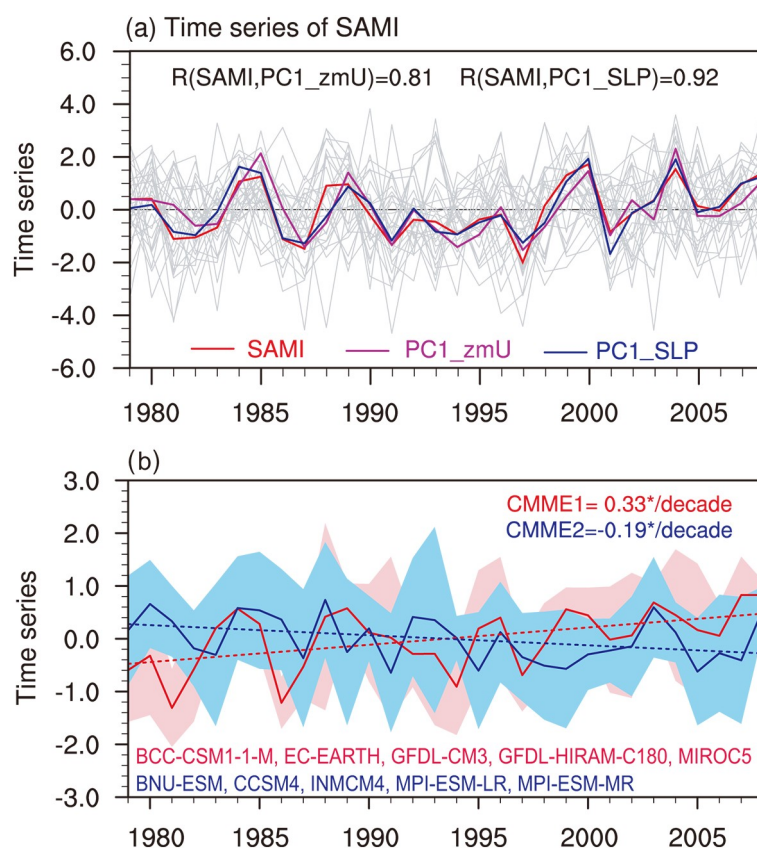 (a) Time series of SAMI
R(SAMI,PC1_zmU)=0.81 R(SAMI,PC1_SLP)=0.92
6.0
4.0
2.0
0.0
-2.0
-4.0
-6.0
Time series
SAMI PC1_zmU PC1_SLP
1980 1985 1990 1995 2000 2005
(b)
CMME1= 0.33*/decade
CMME2=-0.19*/decade
3.0
2.0
1.0
0.0
-1.0
-2.0
-3.0
Time series
BCC-CSM1-1-M, EC-EARTH, GFDL-CM3, GFDL-HIRAM-C180, MIROC5
BNU-ESM, CCSM4, INMCM4, MPI-ESM-LR, MPI-ESM-MR
1980 1985 1990 1995 2000 2005